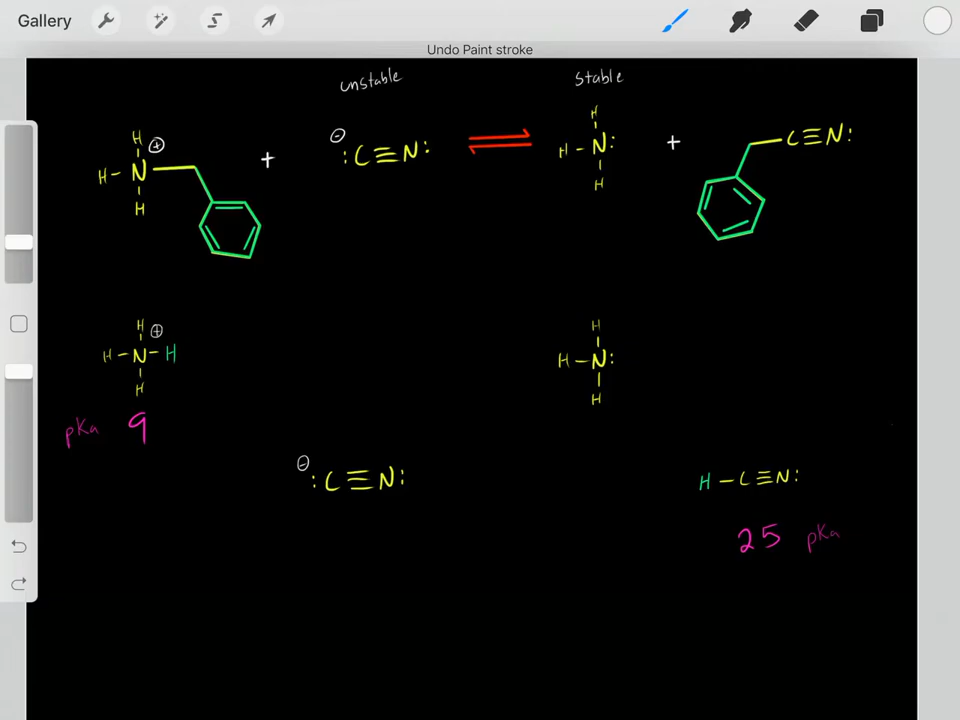 Gallery
Undo Paint stroke
unstable stable
H ⊕ N H H + ⊖ :C≡N: ⇌ H H-N: H + C≡N:
H ⊕ H-N-H H H H-N: H
pKa 9
⊖ :C≡N: H-C≡N:
25 pKa